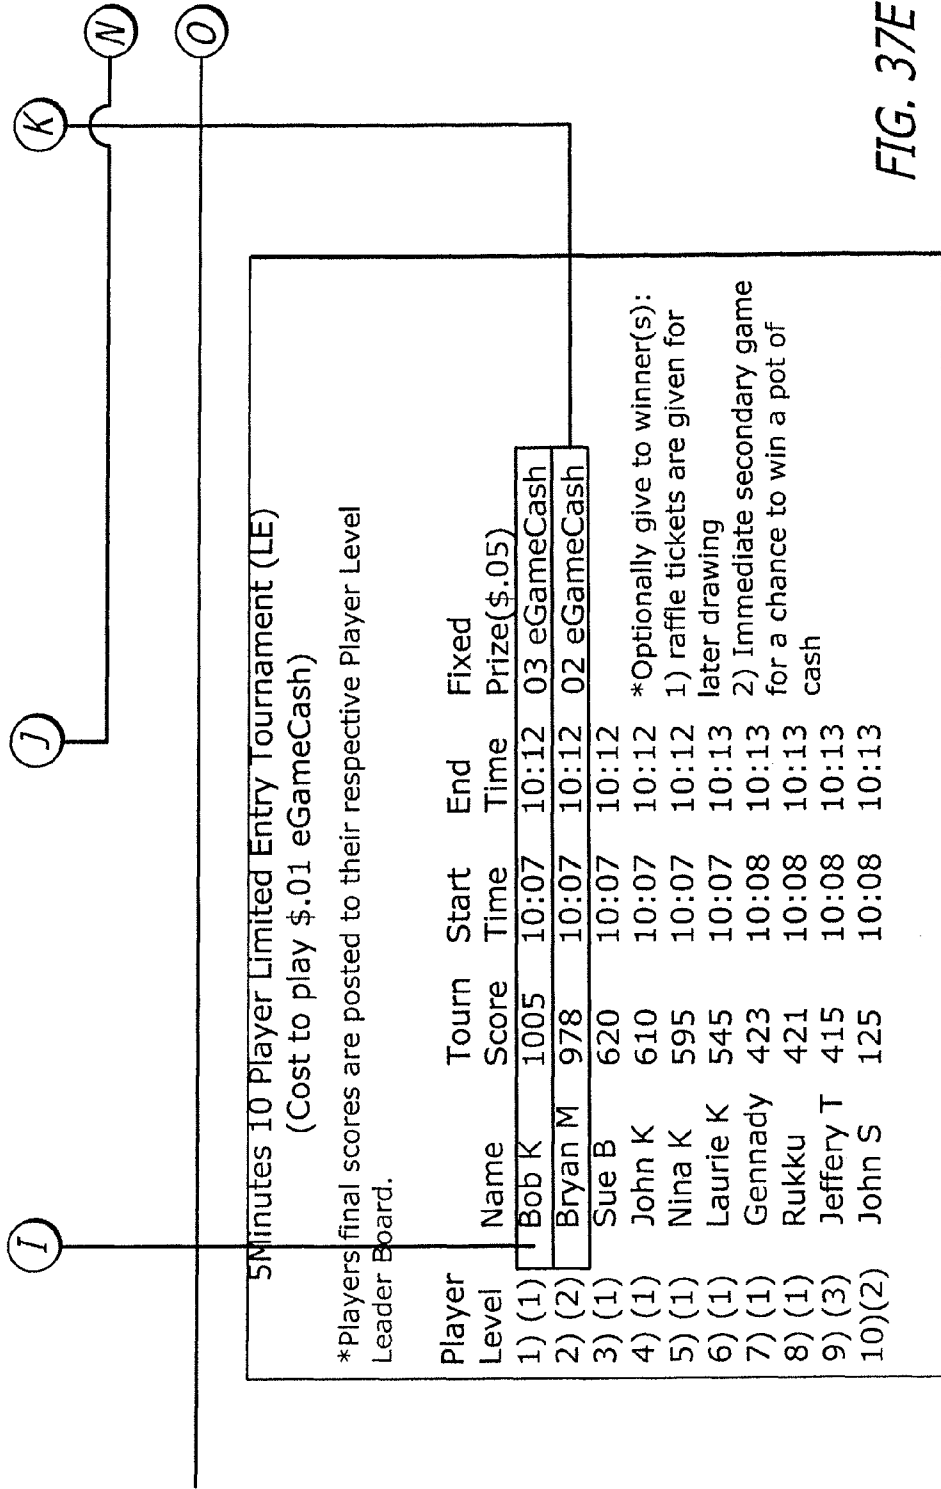 I
J
K
N
O
5Minutes 10 Player Limited Entry Tournament (LE)
(Cost to play $.01 eGameCash)
*Players final scores are posted to their respective Player Level
Leader Board.
Player Tourn Start End Fixed
Level Name Score Time Time Prize($.05)
1) (1) Bob K 1005 10:07 10:12 03 eGameCash
2) (2) Bryan M 978 10:07 10:12 02 eGameCash
3) (1) Sue B 620 10:07 10:12
4) (1) John K 610 10:07 10:12
5) (1) Nina K 595 10:07 10:12
6) (1) Laurie K 545 10:07 10:13
7) (1) Gennady 423 10:08 10:13
8) (1) Rukku 421 10:08 10:13
9) (3) Jeffery T 415 10:08 10:13
10)(2) John S 125 10:08 10:13
*Optionally give to winner(s):
1) raffle tickets are given for
later drawing
2) Immediate secondary game
for a chance to win a pot of
cash
FIG. 37E